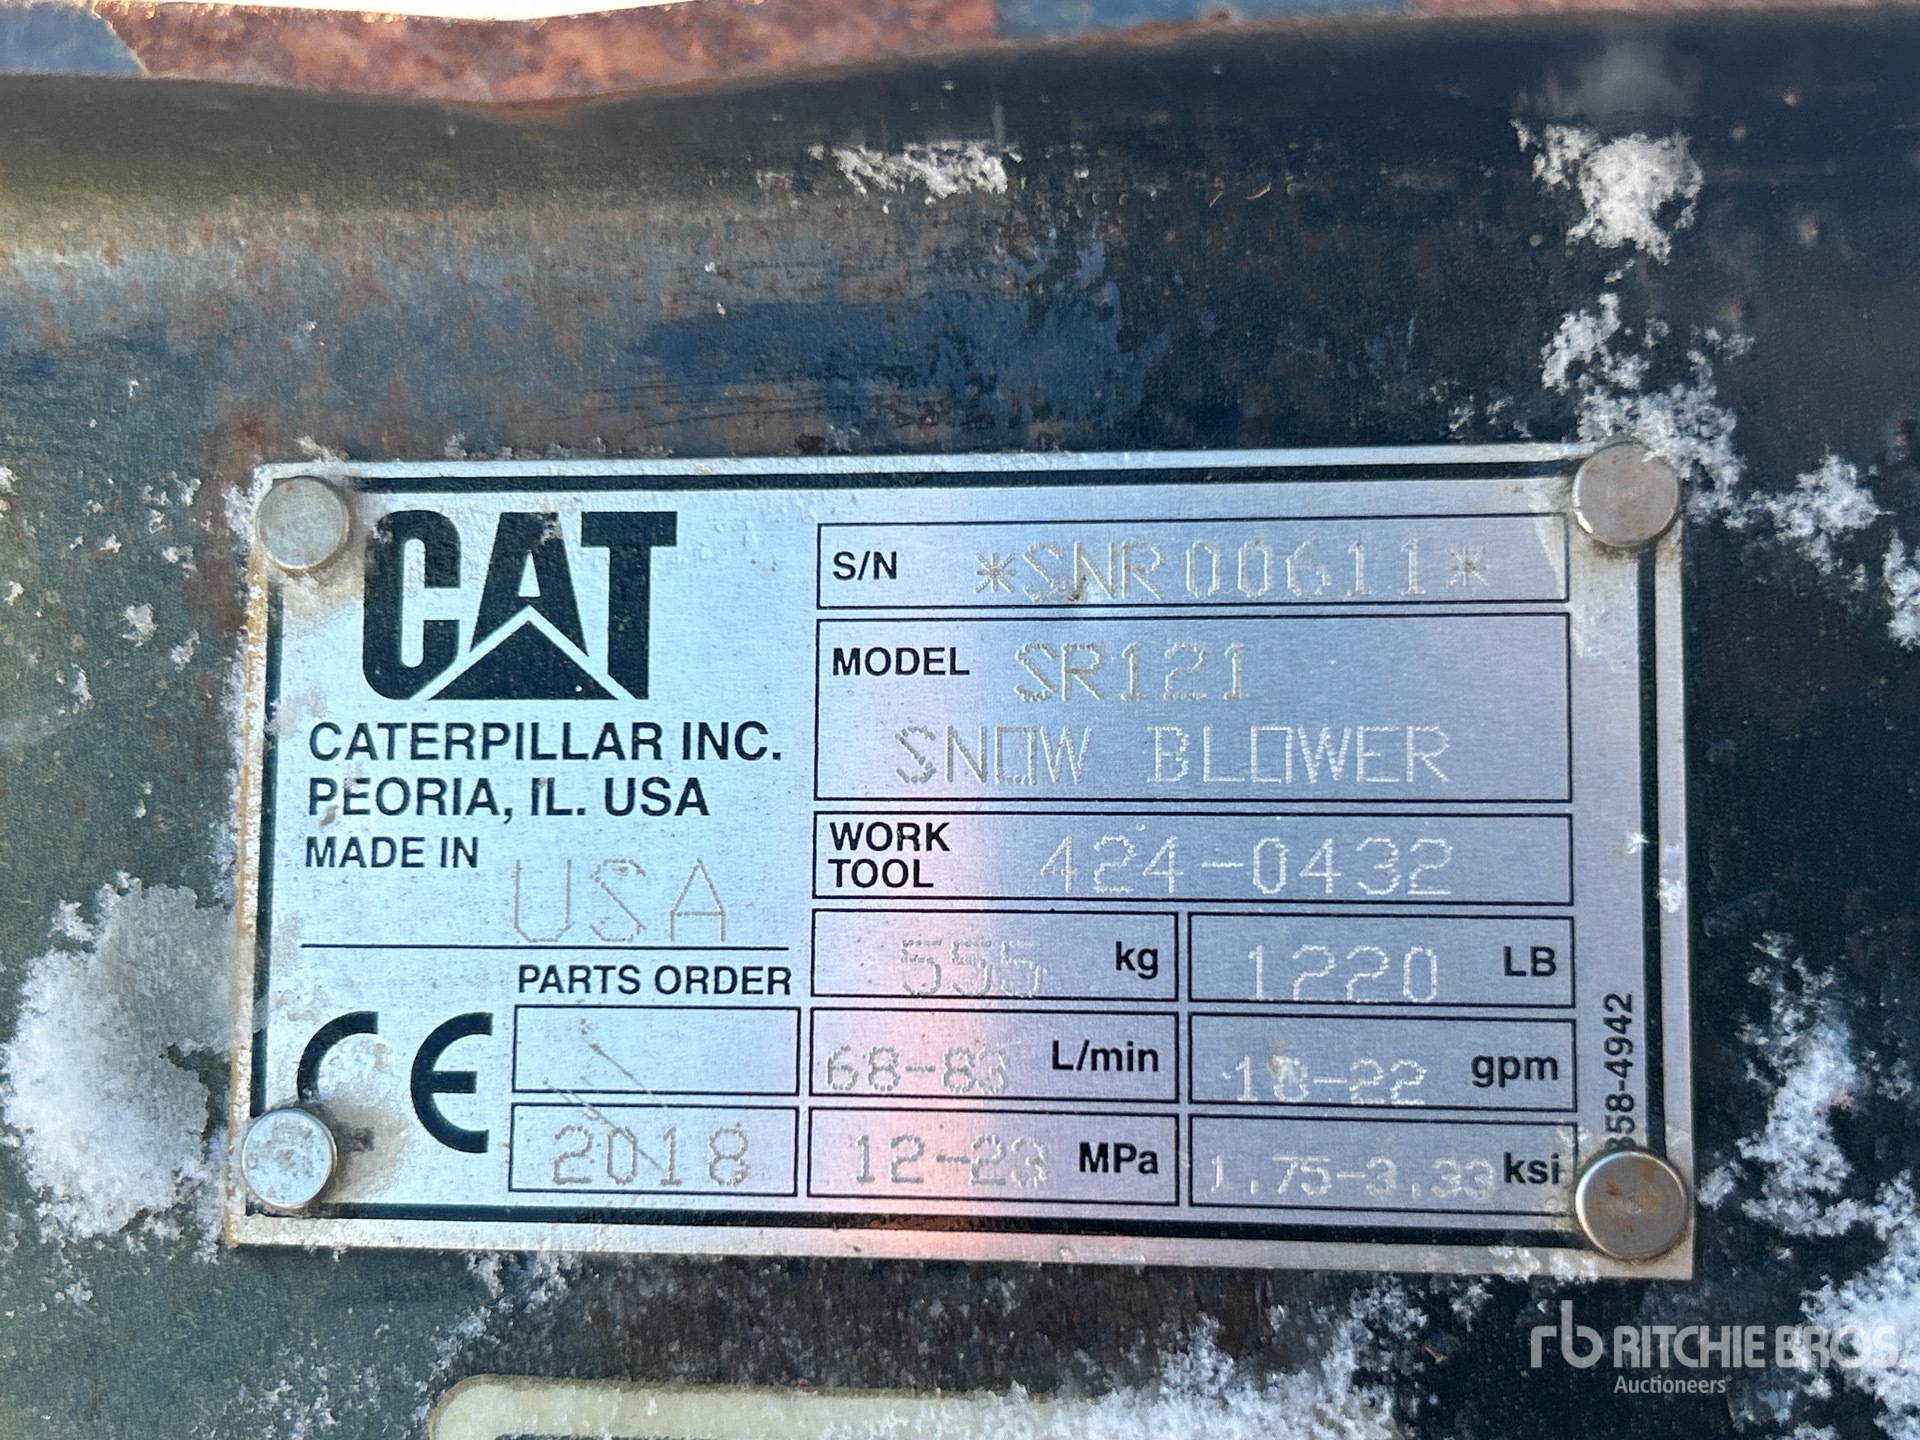 CAT
CATERPILLAR INC.
PEORIA, IL. USA
MADE IN USA
S/N *SNR00611*
MODEL SR121
SNOW BLOWER
WORK TOOL 424-0432
555 kg 1220 LB
PARTS ORDER
CE
68-83 L/min 18-22 gpm
2018
12-23 MPa 1.75-3.33 ksi
358-4942
rb RITCHIE BROS
Auctioneers